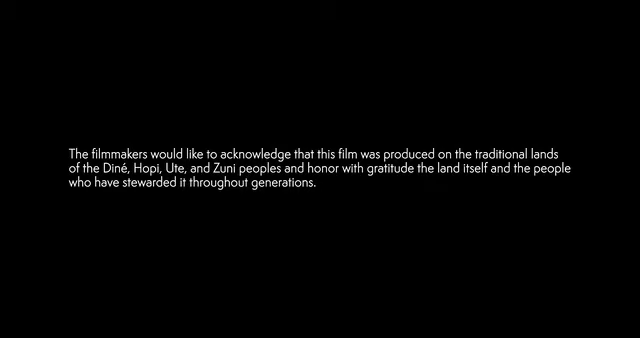 The filmmakers would like to acknowledge that this film was produced on the traditional lands
of the Diné, Hopi, Ute, and Zuni peoples and honor with gratitude the land itself and the people
who have stewarded it throughout generations.